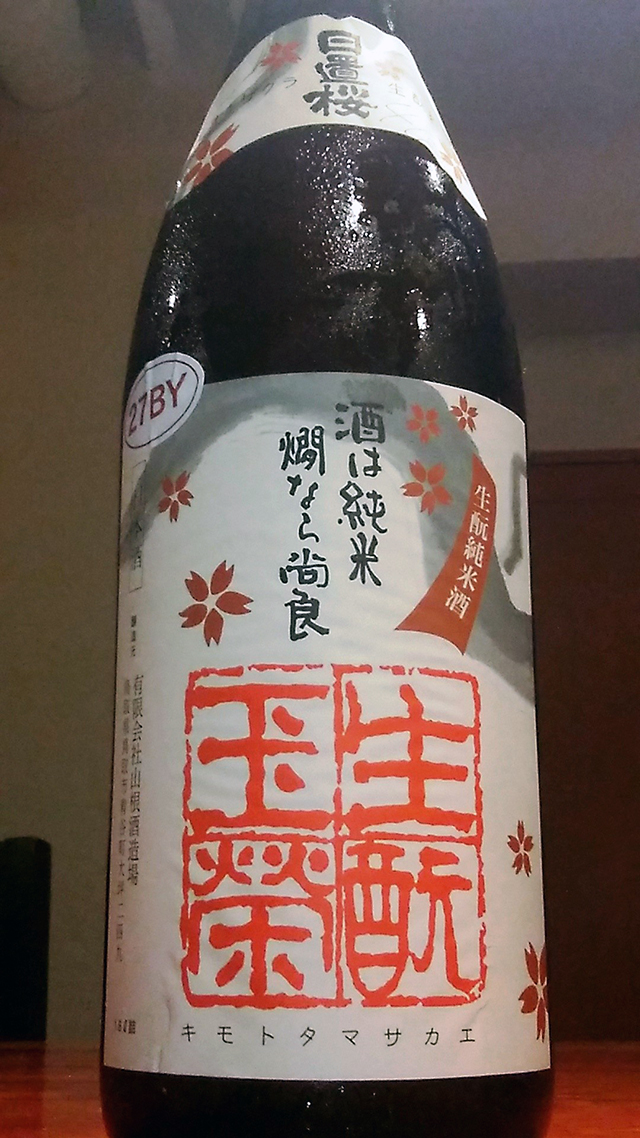 日置桜
27BY
酒は純米
燗なら尚良
生酛純米酒
生酛
玉栄
キモトタマサカエ
有限会社山根酒造場